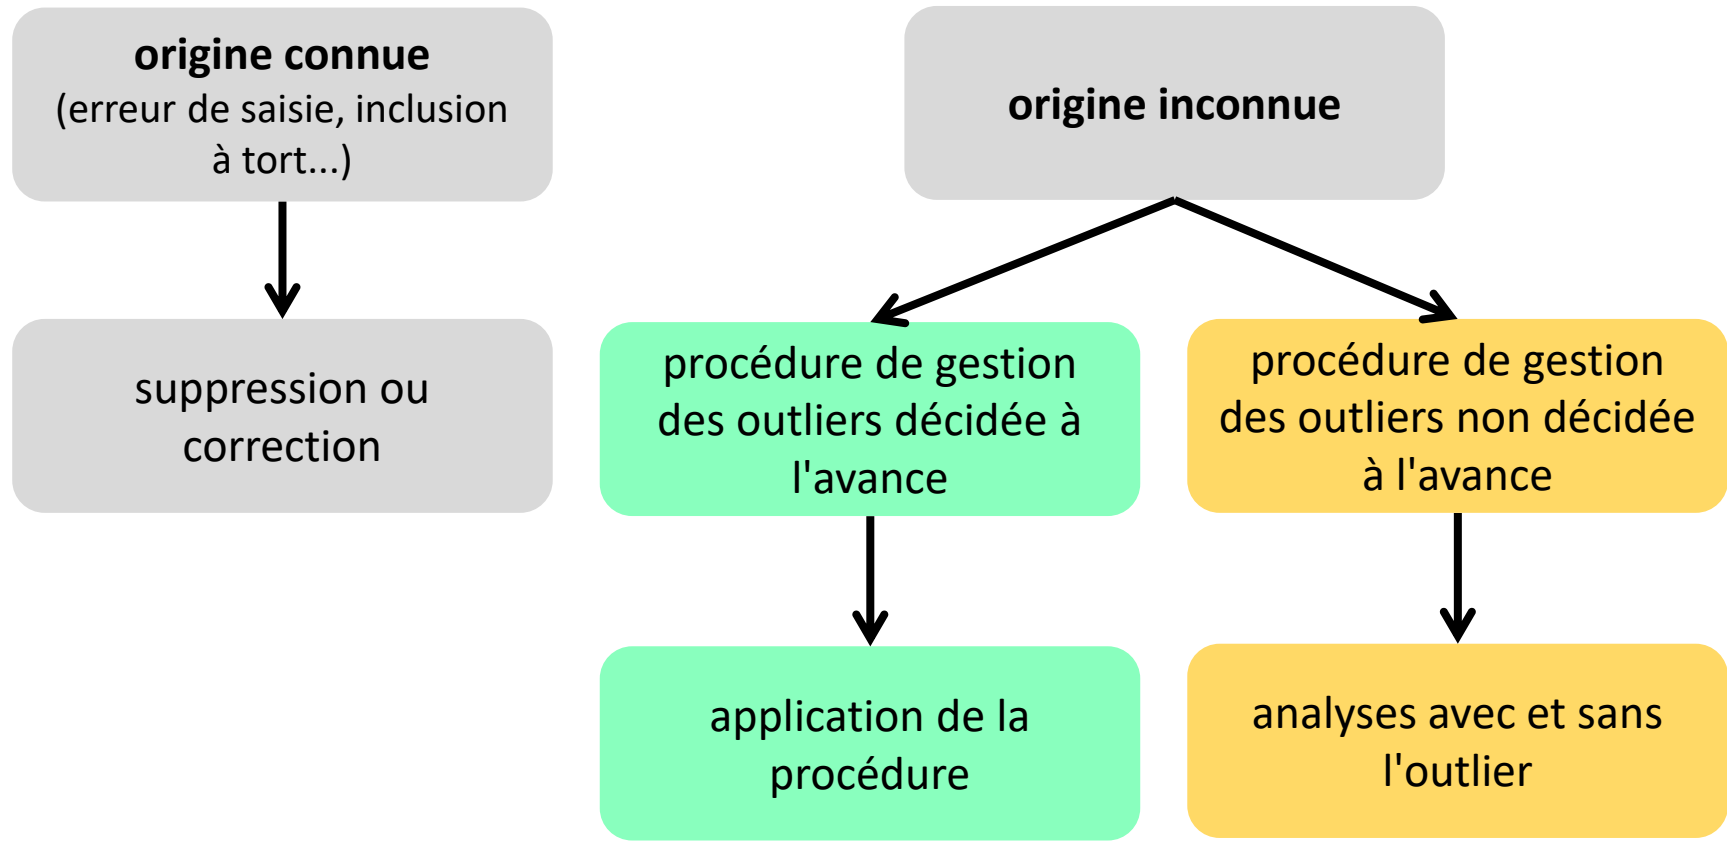 origine connue
(erreur de saisie, inclusion
à tort...)
origine inconnue
suppression ou
correction
procédure de gestion
des outliers décidée à
l'avance
procédure de gestion
des outliers non décidée
à l'avance
application de la
procédure
analyses avec et sans
l'outlier